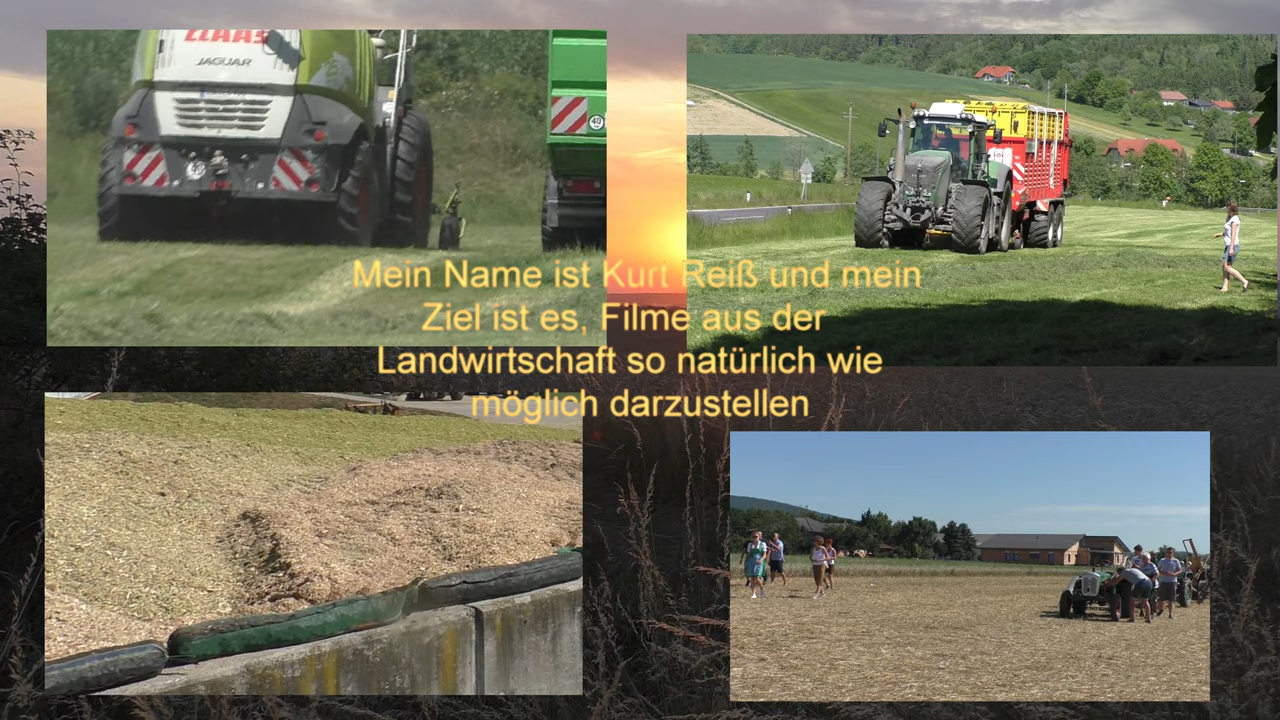 CLAAS
JAGUAR
40
Mein Name ist Kurt Reiß und mein
Ziel ist es, Filme aus der
Landwirtschaft so natürlich wie
möglich darzustellen